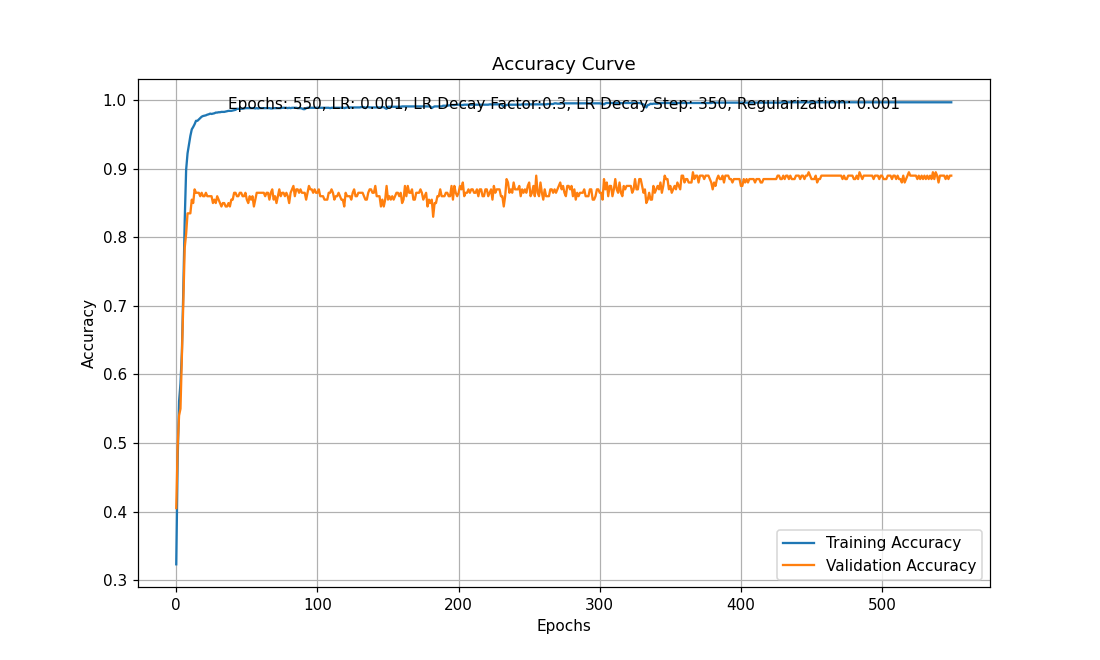 Accuracy Curve
Epochs: 550, LR: 0.001, LR Decay Factor:0.3, LR Decay Step: 350, Regularization: 0.001
1.0
0.9
0.8
0.7
0.6
0.5
0.4
0.3
Accuracy
Training Accuracy
Validation Accuracy
0 100 200 300 400 500
Epochs